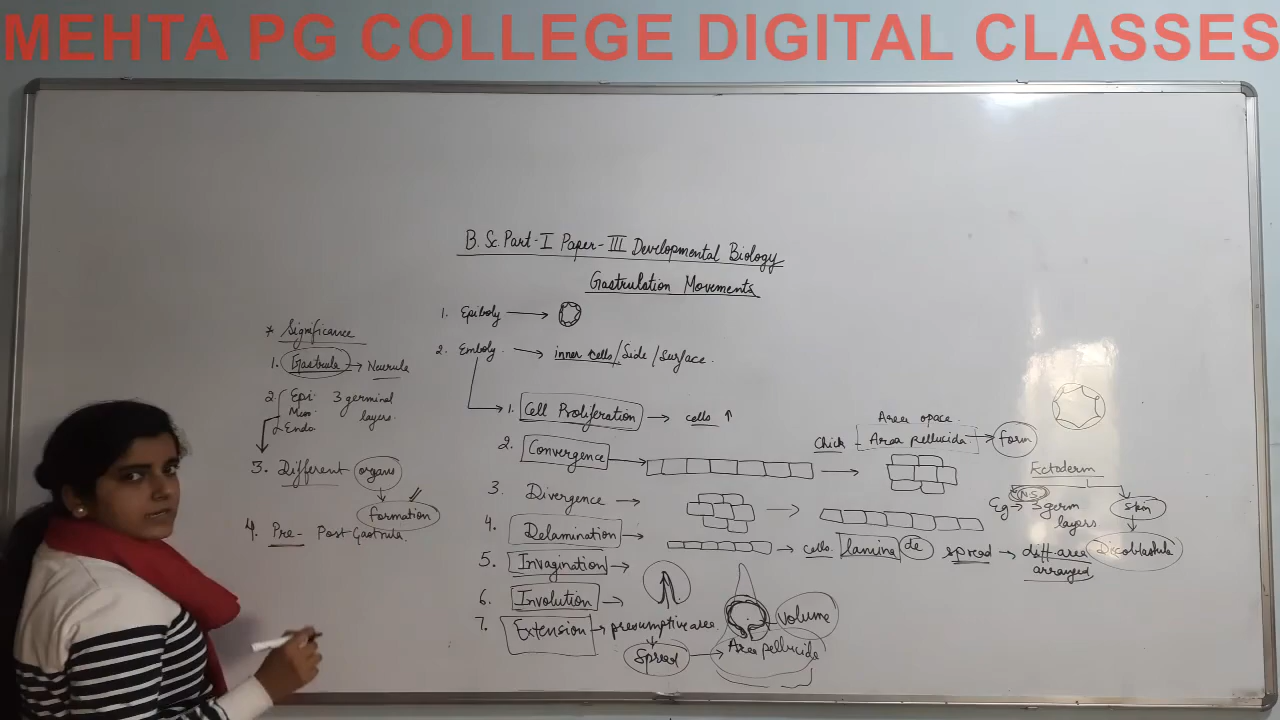 MEHTA PG COLLEGE DIGITAL CLASSES
B. Sc. Part-I Paper-III Developmental Biology
Gastrulation Movements
1. Epiboly →
2. Emboly → inner cells/Side/Surface.
1. Cell Proliferation → cells ↑
2. Convergence → →
Chick - Area pellucida → form
Area opace
3. Divergence → →
4. Delamination → → cells lamina de spread → diff. area
arranged
5. Invagination →
6. Involution →
7. Extension → presumptive area
Spread → Area pellucida
Volume
* Significance
1. Gastrula → Neurula
2. Epi. 3 germinal
Meso. layers.
Endo.
3. Different organs
formation
4. Pre- Post Gastrula.
Ectoderm
Eg → 3 germ
layers
NS
skin
Discoblastula